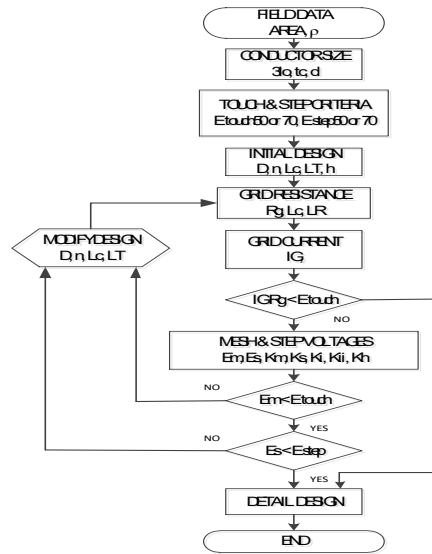 FIELD DATA
AREA, ρ
CONDUCTOR SIZE
3Io, tc, d
TOUCH & STEP CRITERIA
Etouch50 or 70, Estep50 or 70
INITIAL DESIGN
D, n, Lc, LT, h
GRID RESISTANCE
Rg, Lc, LR
MODIFY DESIGN
D, n, Lc, LT
GRID CURRENT
IG,
IGRg < Etouch
NO
MESH & STEP VOLTAGES
Em, Es, Km, Ks, Ki, Kii, Kh
NO
Em < Etouch
YES
NO
Es < Estep
YES
DETAIL DESIGN
END